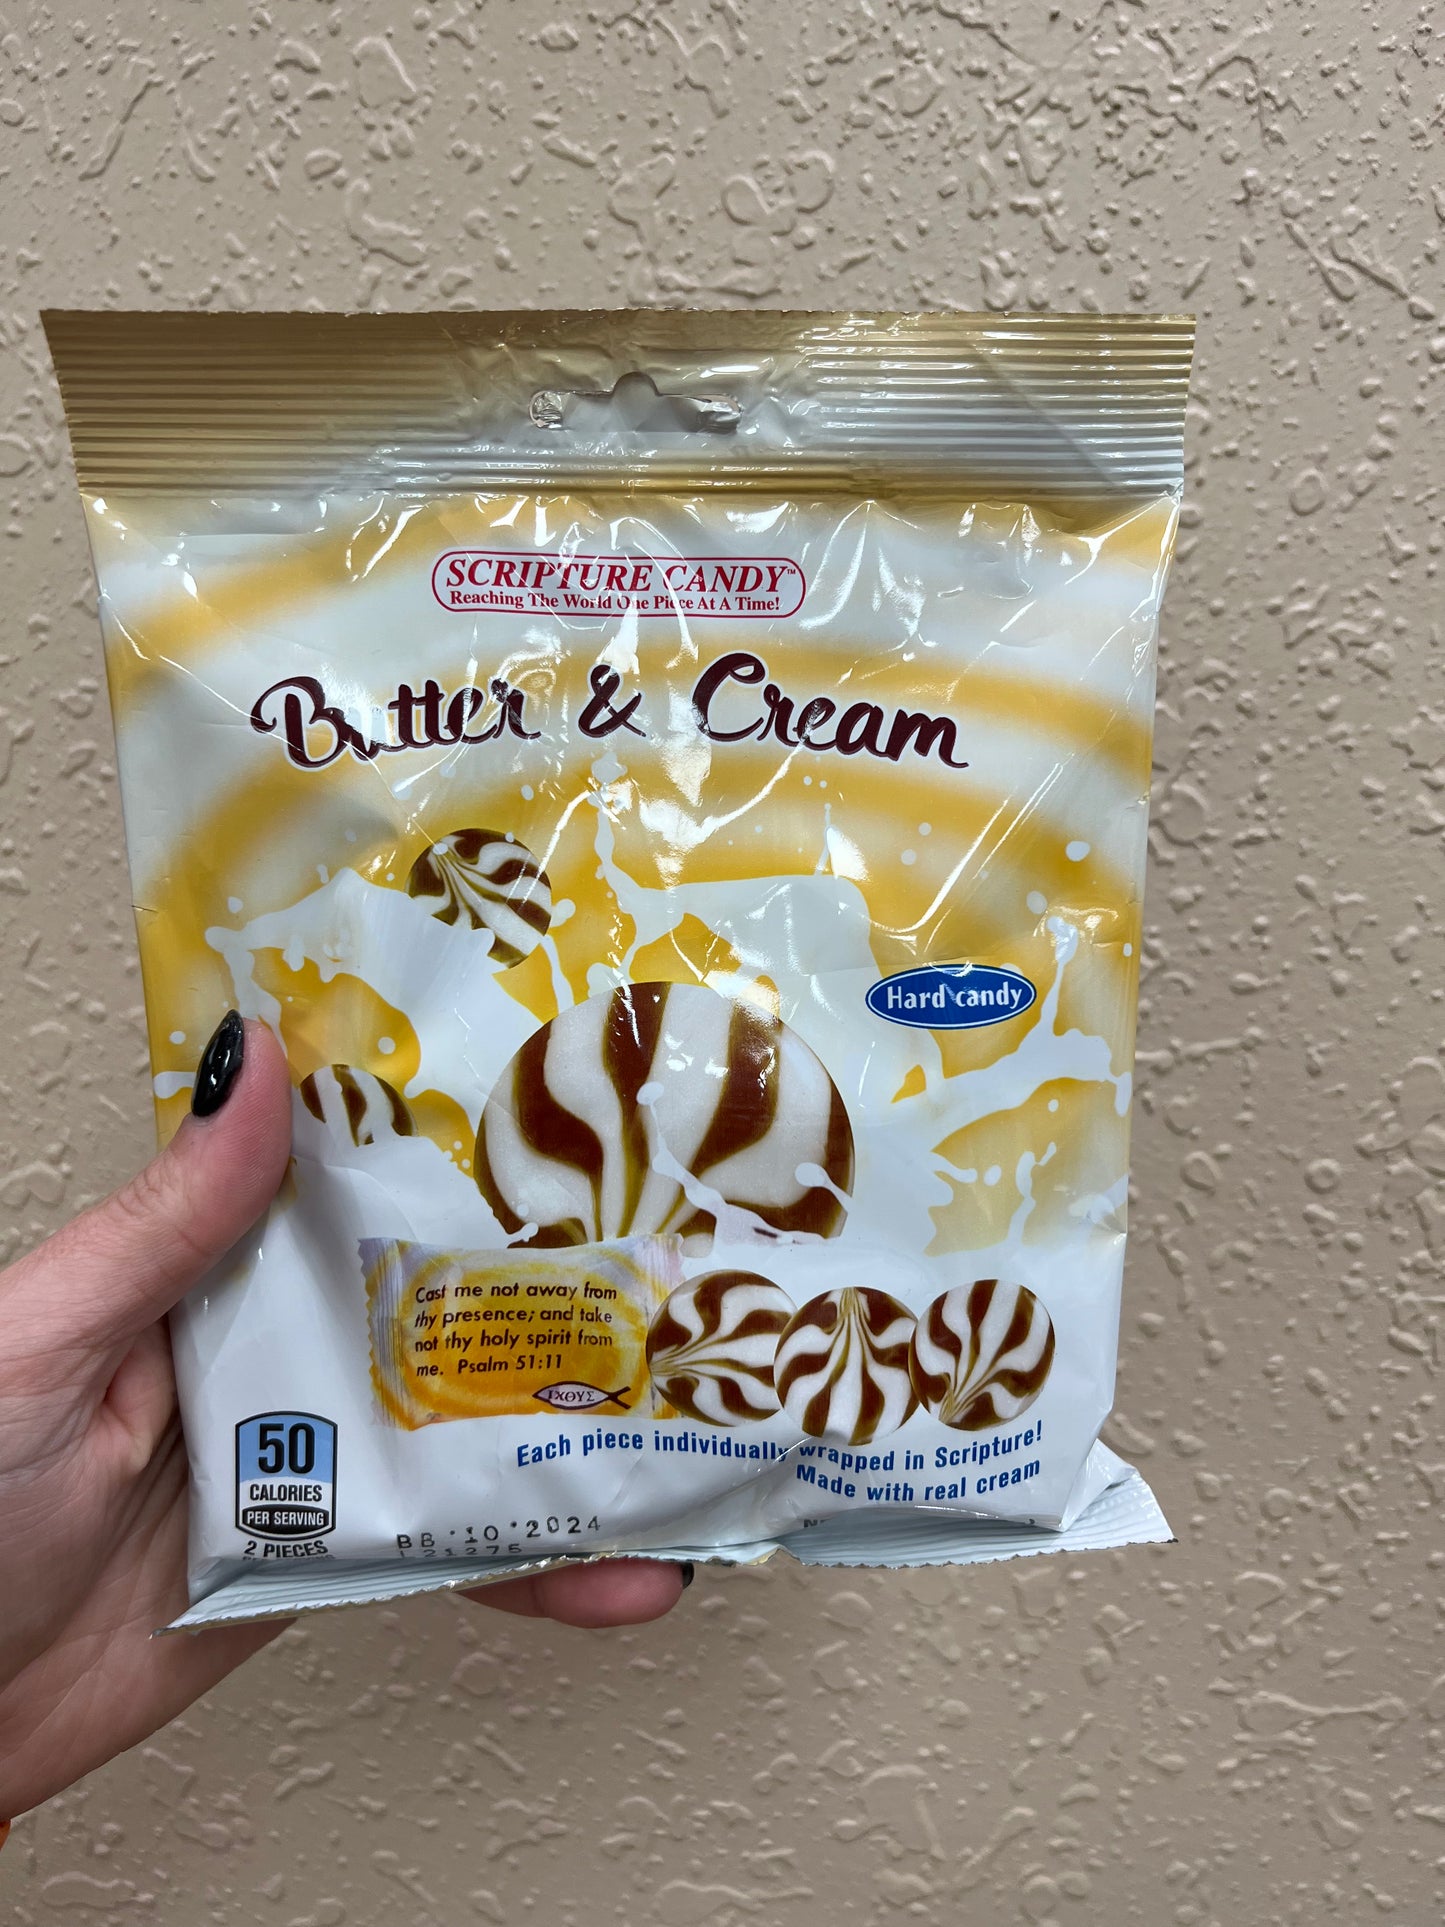 SCRIPTURE CANDY™
Reaching The World One Piece At A Time!
Butter & Cream
Hard candy
Cast me not away from
thy presence; and take
not thy holy spirit from
me. Psalm 51:11
ΙΧΘΥΣ
Each piece individually wrapped in Scripture!
Made with real cream
50
CALORIES
PER SERVING
2 PIECES
BB 10 2024
L21275